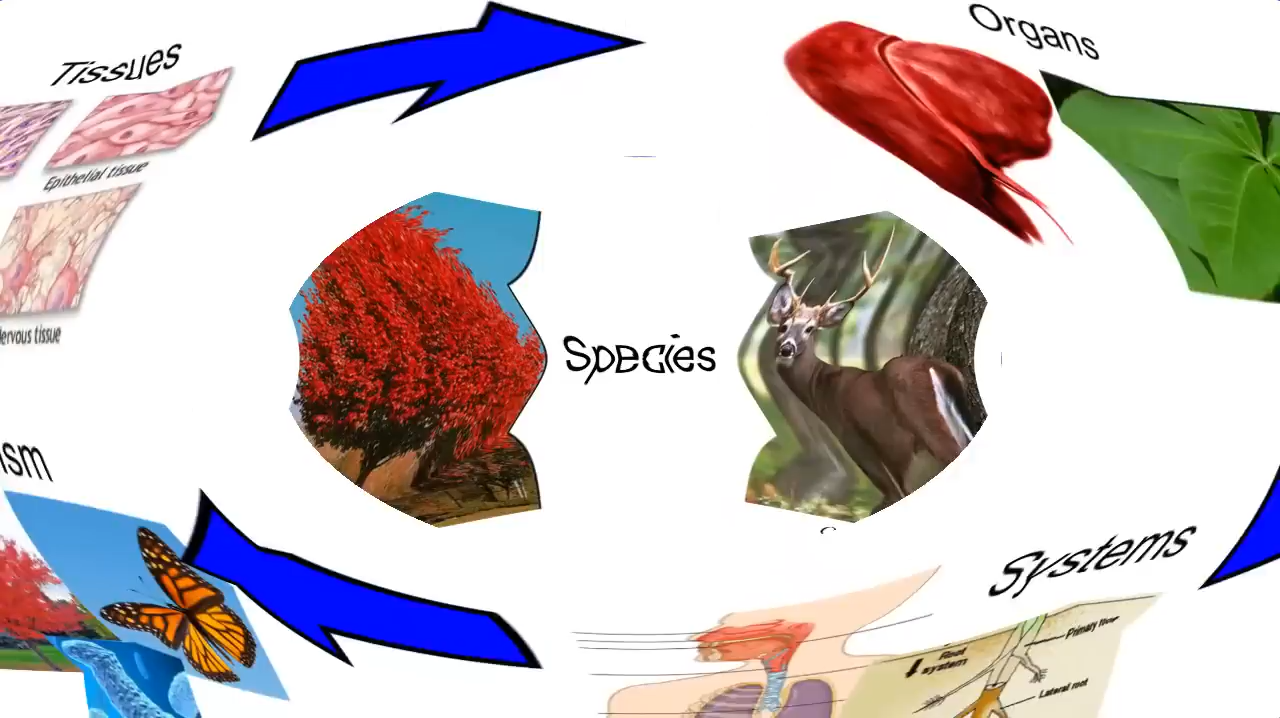 Tissues
Organs
Epithelial tissue
ervous tissue
Species
ism
Systems
Root
system
Primary root
Lateral root